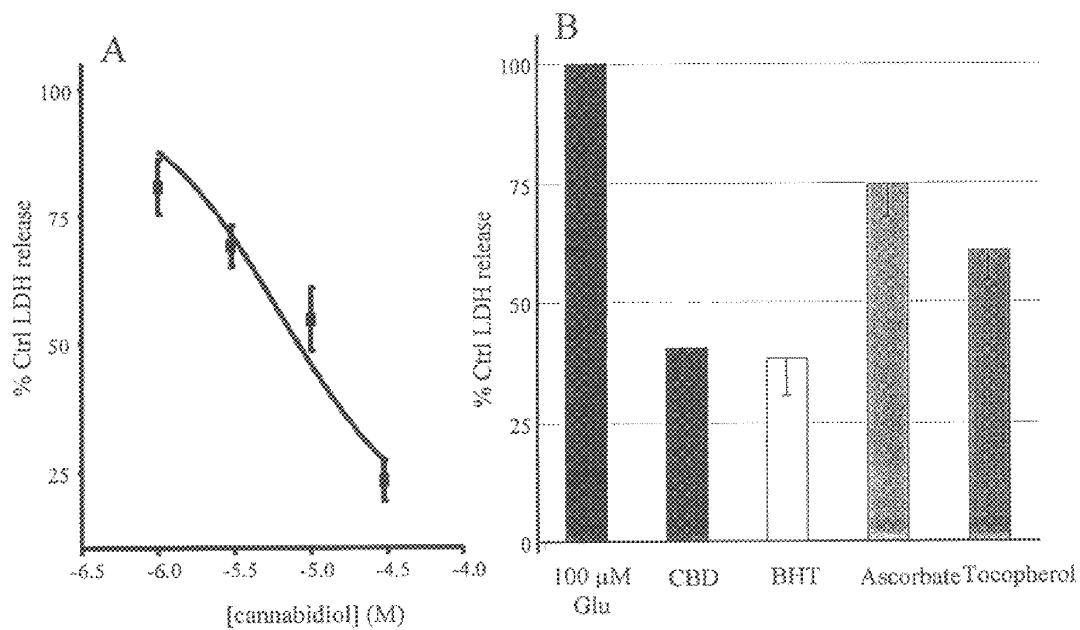 A
% Ctrl LDH release
100
75
50
25
-6.5 -6.0 -5.5 -5.0 -4.5 -4.0
[cannabidiol] (M)
B
% Ctrl LDH release
100
75
50
25
0
100 µM Glu
CBD
BHT
Ascorbate
Tocopherol